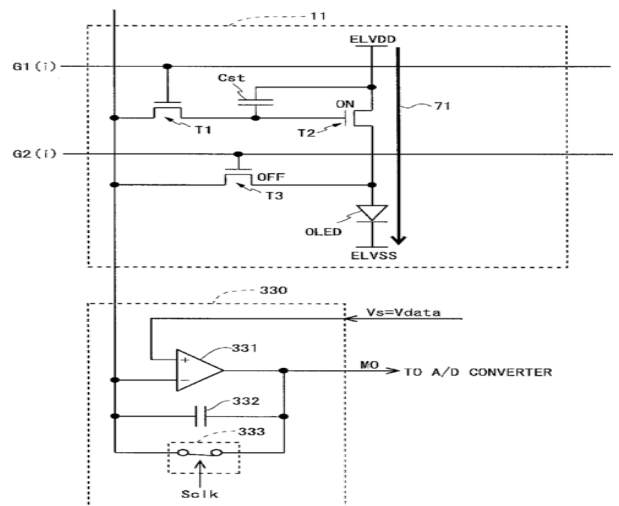 11
ELVDD
G1(i)
Cst
ON
71
T1
T2
G2(i)
OFF
T3
OLED
ELVSS
330
Vs=Vdata
331
+
−
MO
TO A/D CONVERTER
332
333
Sclk